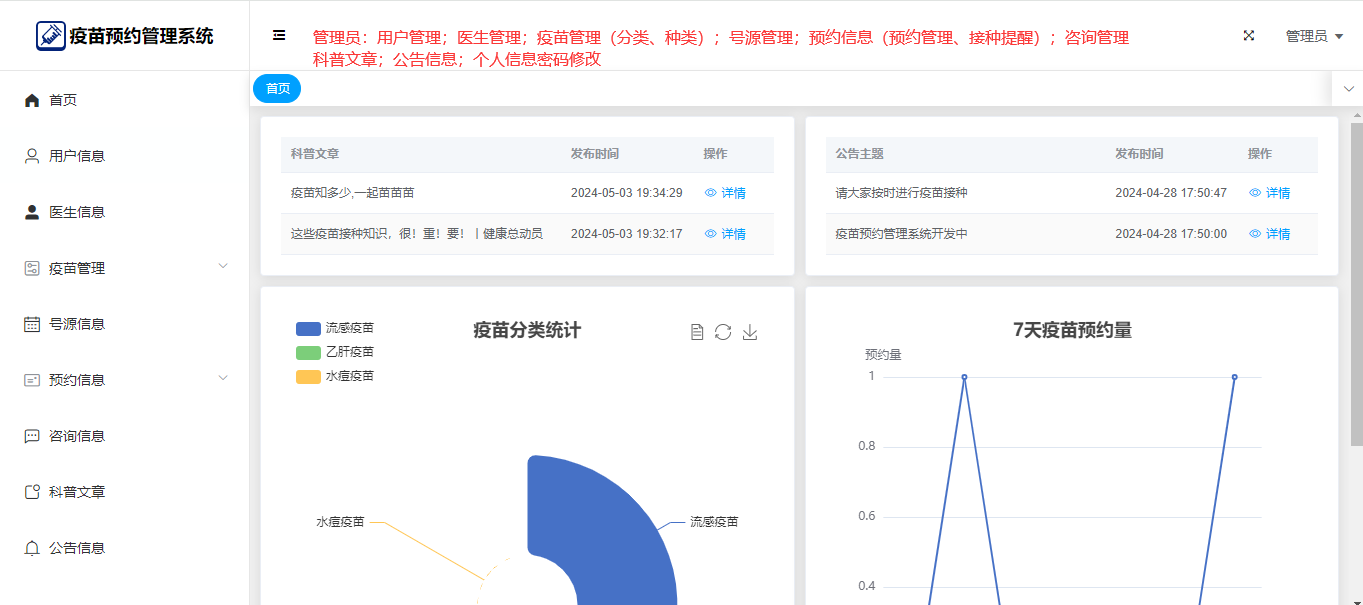 疫苗预约管理系统
管理员：用户管理；医生管理；疫苗管理（分类、种类）；号源管理；预约信息（预约管理、接种提醒）；咨询管理
科普文章；公告信息；个人信息密码修改
管理员
首页
首页
用户信息
医生信息
疫苗管理
号源信息
预约信息
咨询信息
科普文章
公告信息
科普文章 发布时间 操作
疫苗知多少,一起苗苗苗 2024-05-03 19:34:29 详情
这些疫苗接种知识，很！重！要！丨健康总动员 2024-05-03 19:32:17 详情
公告主题 发布时间 操作
请大家按时进行疫苗接种 2024-04-28 17:50:47 详情
疫苗预约管理系统开发中 2024-04-28 17:50:00 详情
疫苗分类统计
流感疫苗
乙肝疫苗
水痘疫苗
水痘疫苗
流感疫苗
7天疫苗预约量
预约量
1
0.8
0.6
0.4